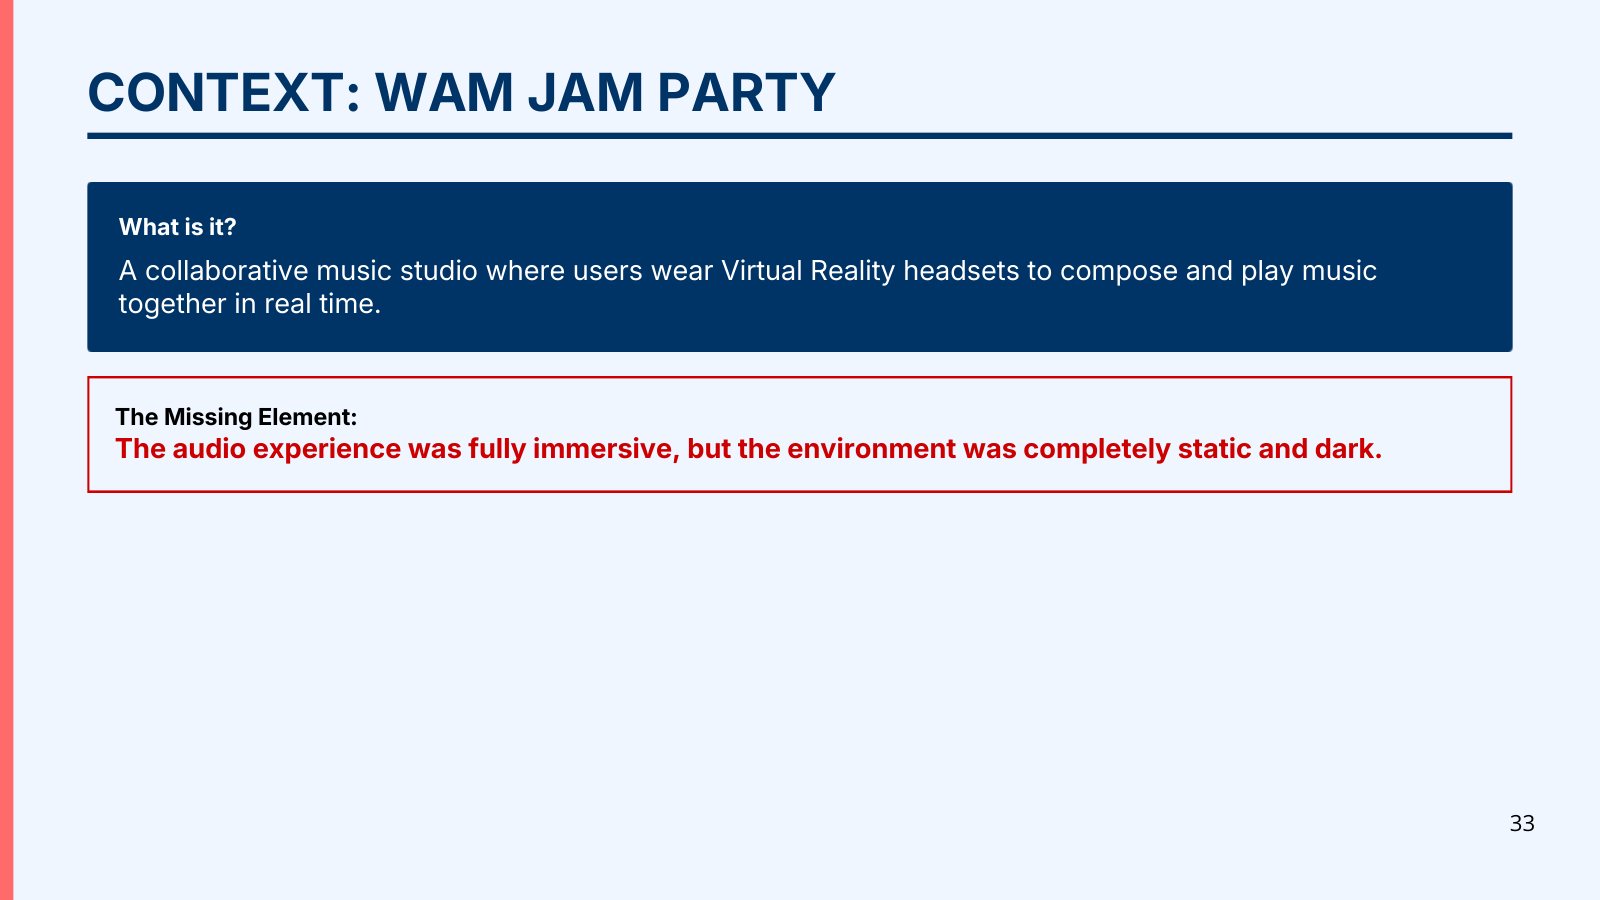 CONTEXT: WAM JAM PARTY
What is it?
A collaborative music studio where users wear Virtual Reality headsets to compose and play music
together in real time.
The Missing Element:
The audio experience was fully immersive, but the environment was completely static and dark.
33